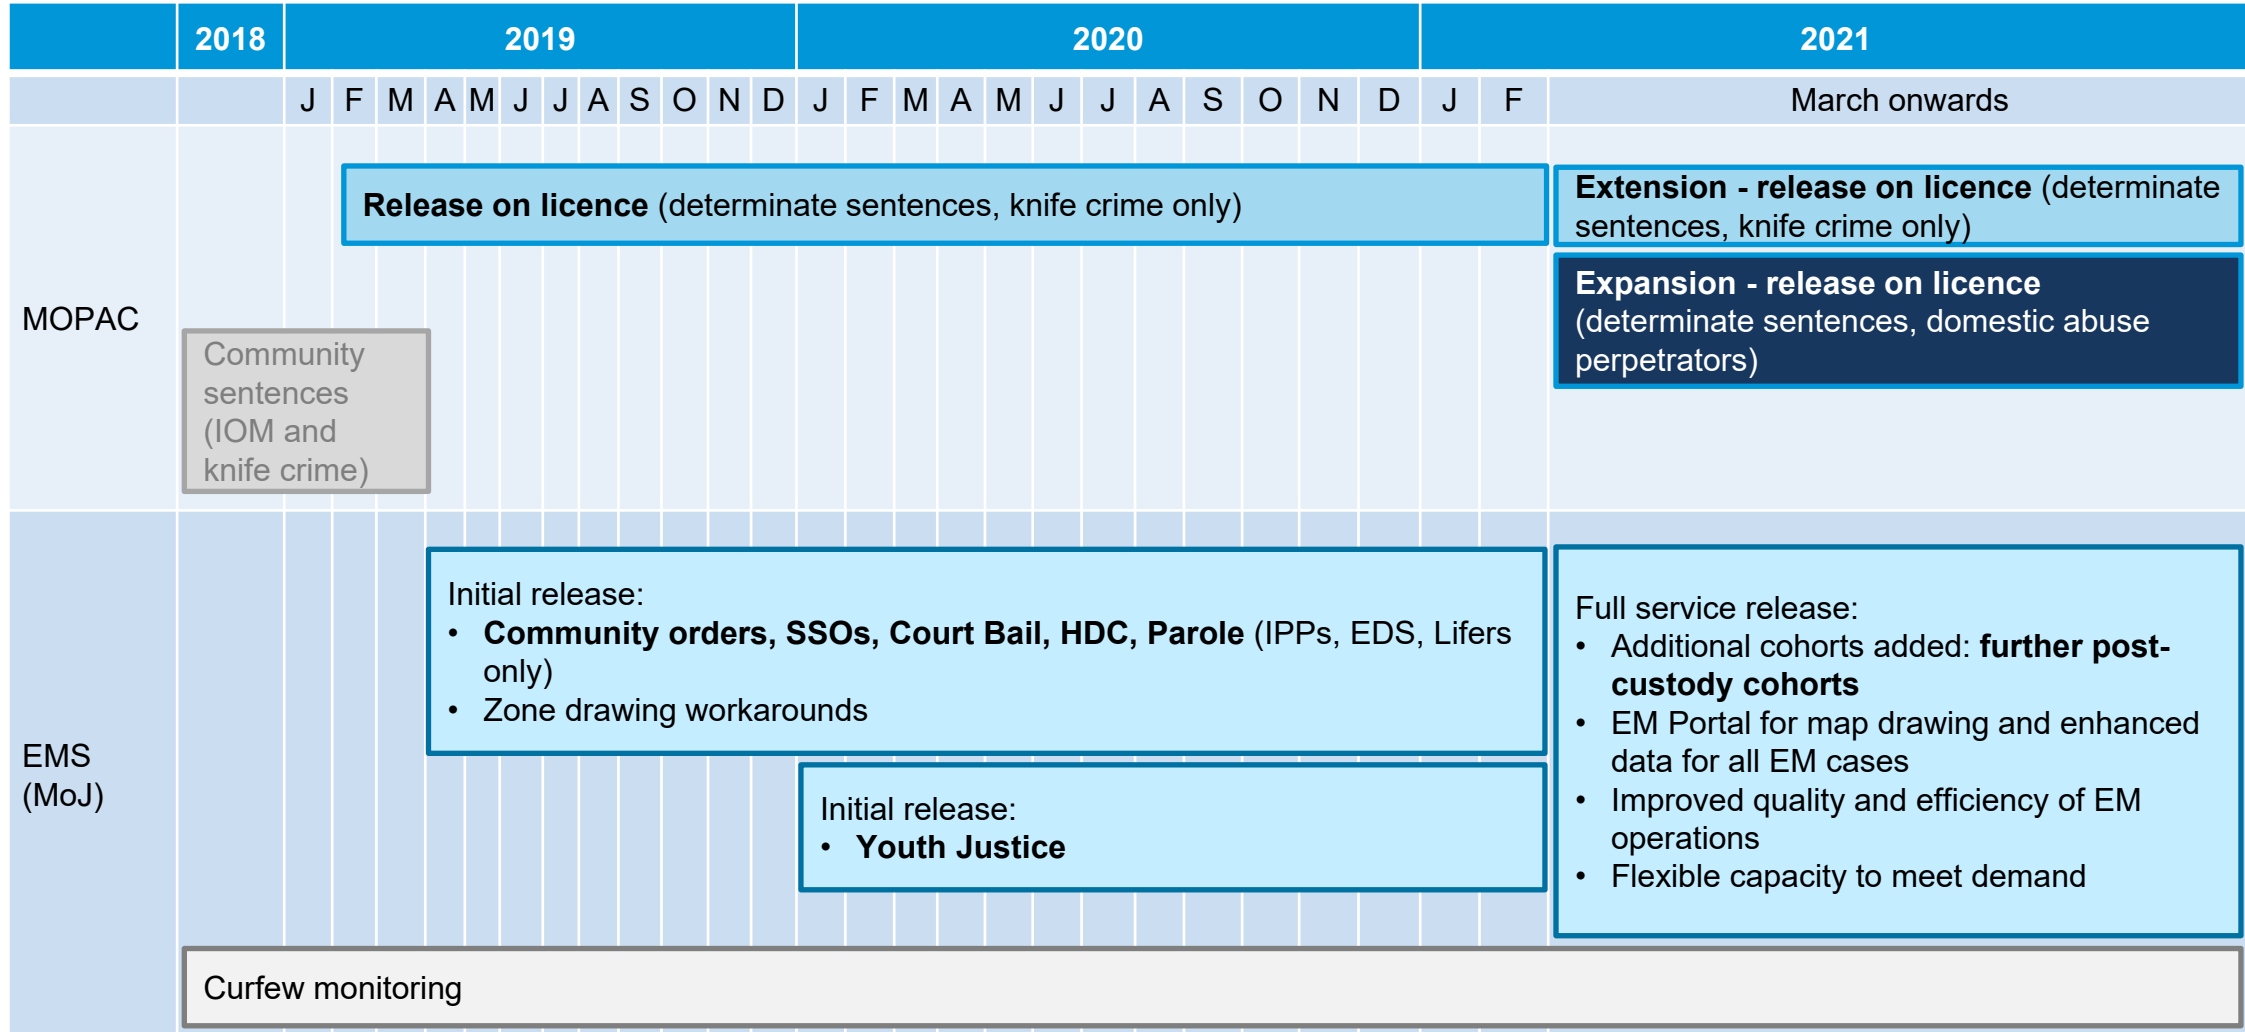 2018 2019 2020 2021
J F M A M J J A S O N D J F M A M J J A S O N D J F March onwards
MOPAC
Release on licence (determinate sentences, knife crime only)
Extension - release on licence (determinate
sentences, knife crime only)
Expansion - release on licence
(determinate sentences, domestic abuse
perpetrators)
Community
sentences
(IOM and
knife crime)
EMS
(MoJ)
Initial release:
• Community orders, SSOs, Court Bail, HDC, Parole (IPPs, EDS, Lifers
only)
• Zone drawing workarounds
Initial release:
• Youth Justice
Full service release:
• Additional cohorts added: further post-
custody cohorts
• EM Portal for map drawing and enhanced
data for all EM cases
• Improved quality and efficiency of EM
operations
• Flexible capacity to meet demand
Curfew monitoring